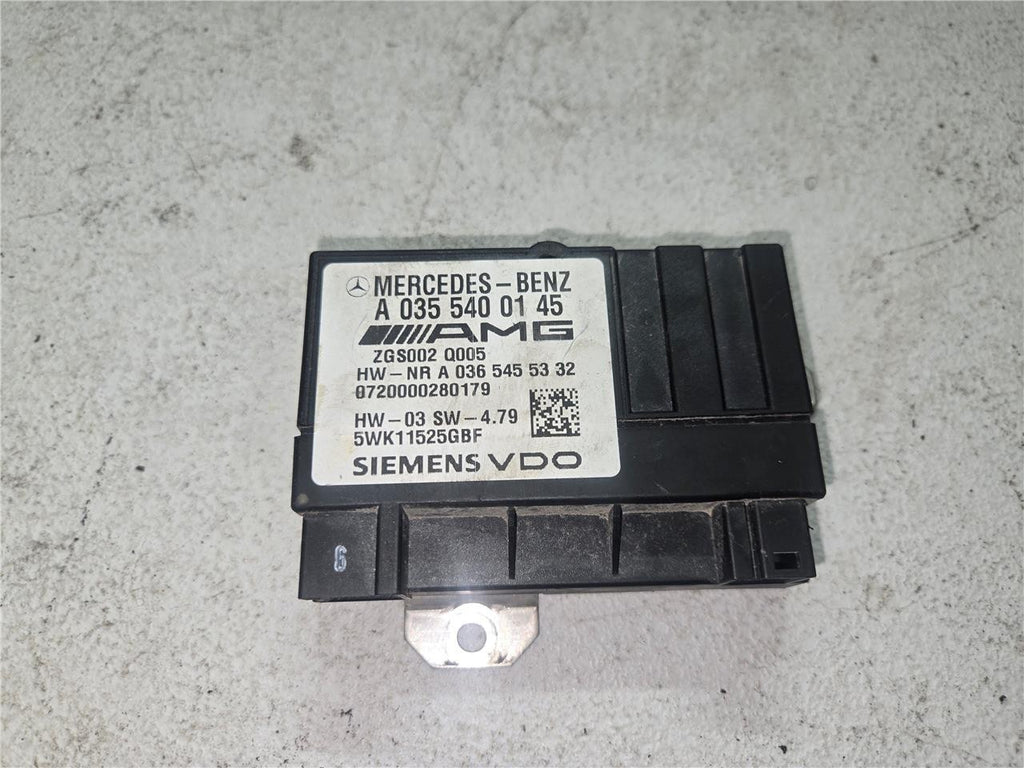 MERCEDES-BENZ
A 035 540 01 45
AMG
ZGS002 Q005
HW-NR A 036 545 53 32
0720000280179
HW-03 SW-4.79
5WK11525GBF
SIEMENS VDO
6